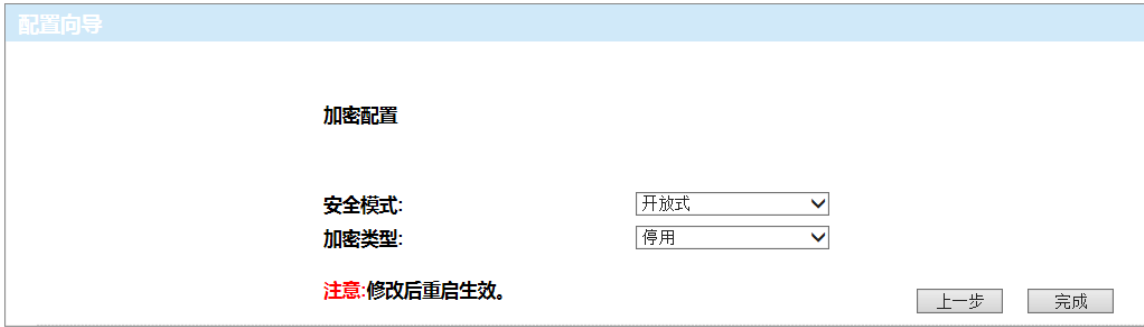 配置向导
加密配置
安全模式: 开放式
加密类型: 停用
注意:修改后重启生效。
上一步 完成